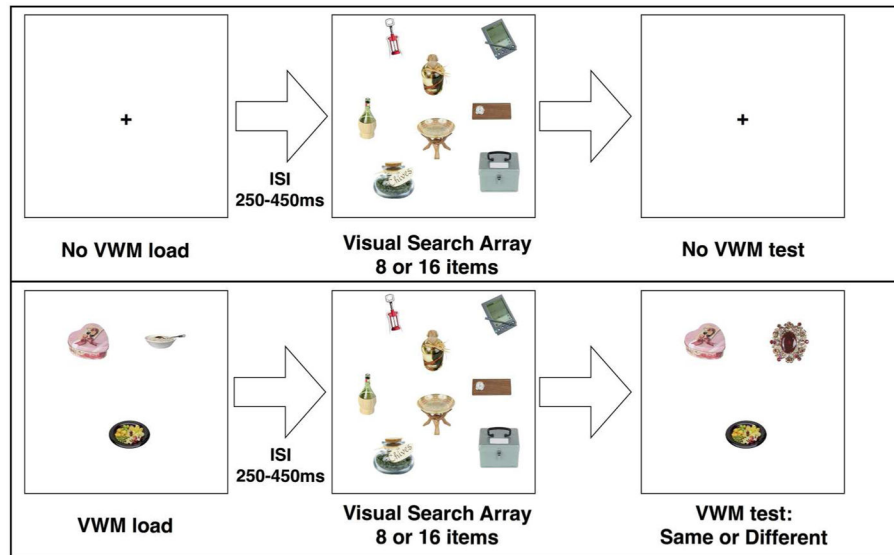 +
ISI
250-450ms
+
No VWM load
Visual Search Array
8 or 16 items
No VWM test
hives
ISI
250-450ms
VWM load
Visual Search Array
8 or 16 items
VWM test:
Same or Different